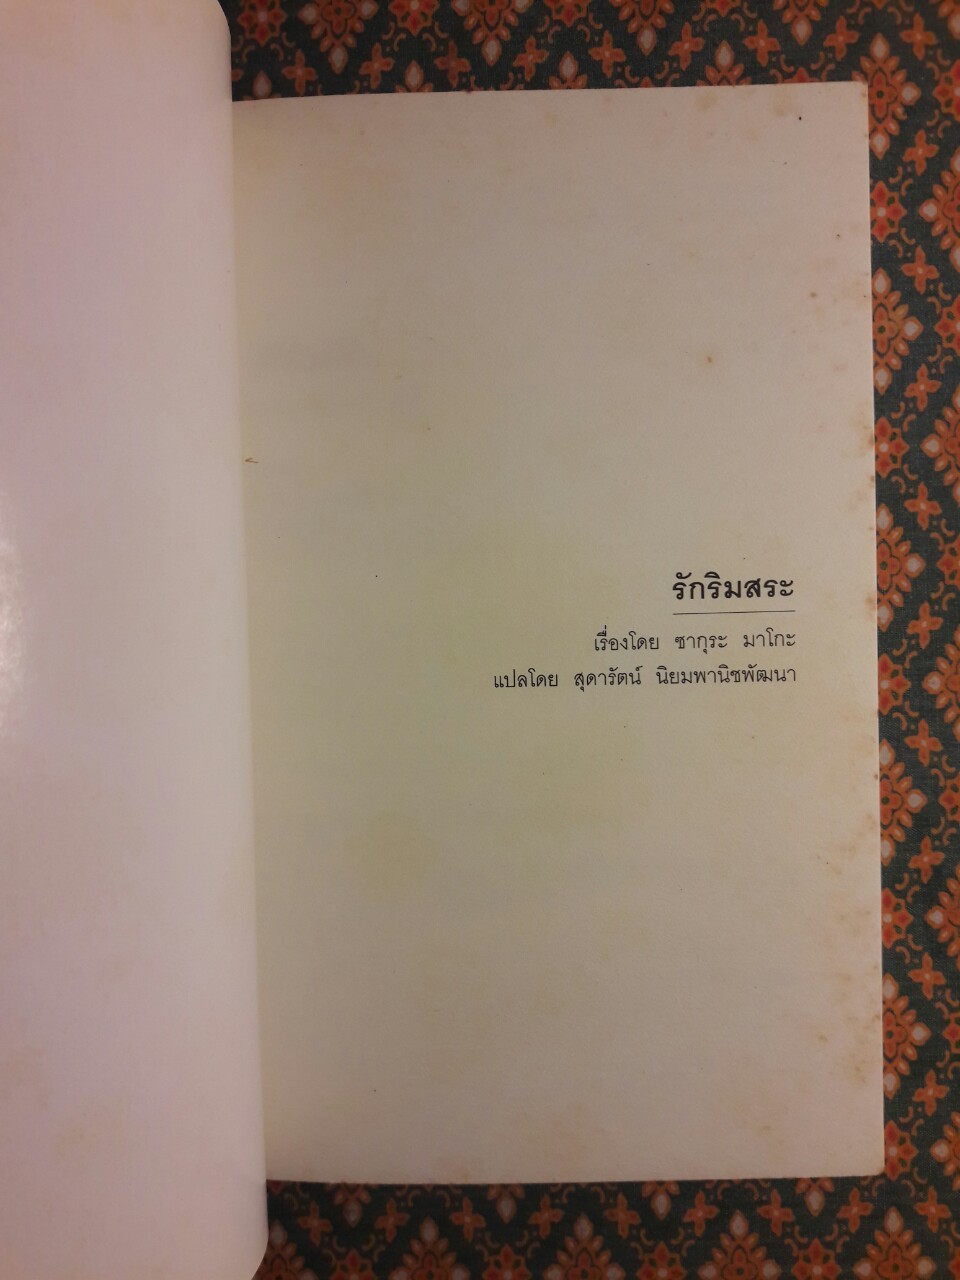 รักริมสระ
เรื่องโดย ซากุระ มาโกะ
แปลโดย สุดารัตน์ นิยมพานิชพัฒนา